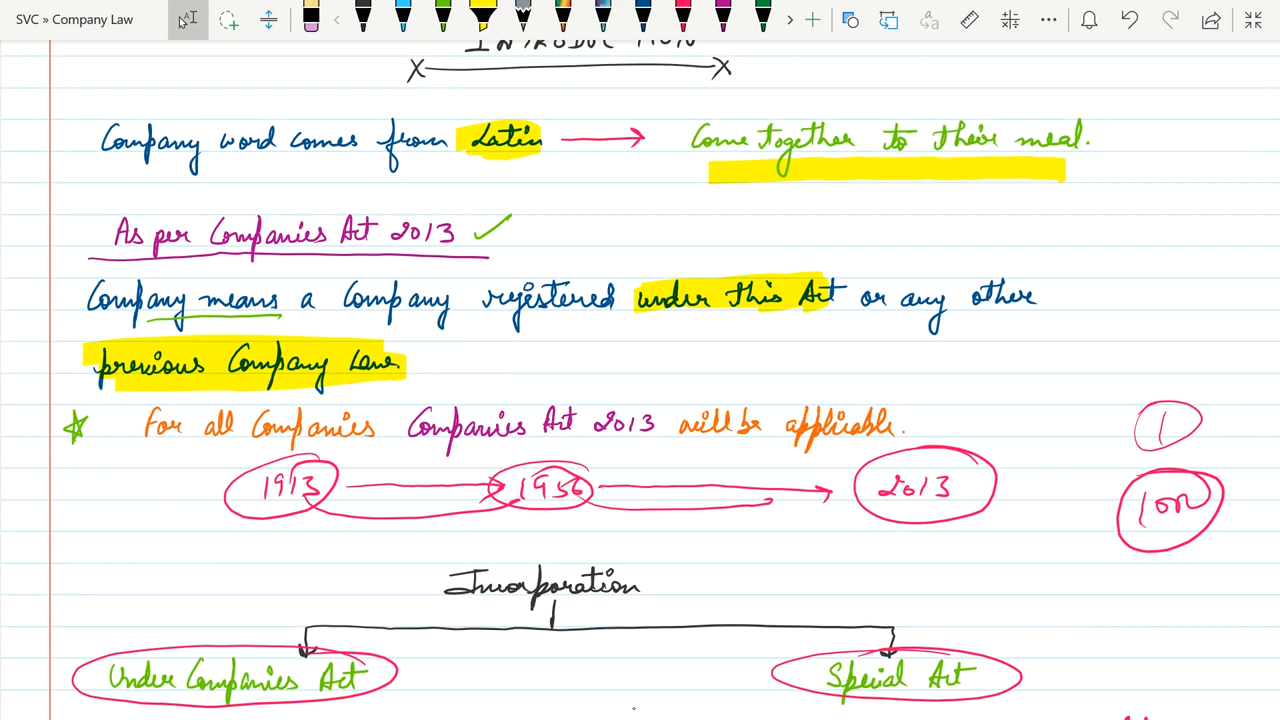 SVC » Company Law
INTRODUCTION
Company word comes from Latin → Come together to their meal.
As per Companies Act 2013 ✓
Company means a Company registered under this Act or any other
previous Company Law.
☆ For all Companies Companies Act 2013 will be applicable.
1
1913 → 1956 → 2013
Incorporation
Under Companies Act Special Act